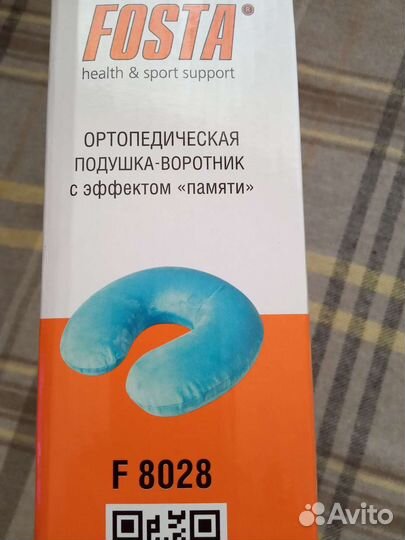 FOSTA®
health & sport support
ОРТОПЕДИЧЕСКАЯ
ПОДУШКА-ВОРОТНИК
с эффектом «памяти»
F 8028
Avito